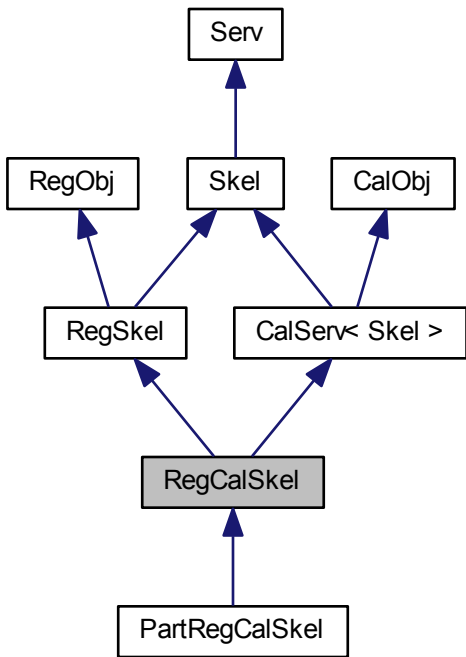 Serv
RegObj
Skel
CalObj
RegSkel
CalServ< Skel >
RegCalSkel
PartRegCalSkel